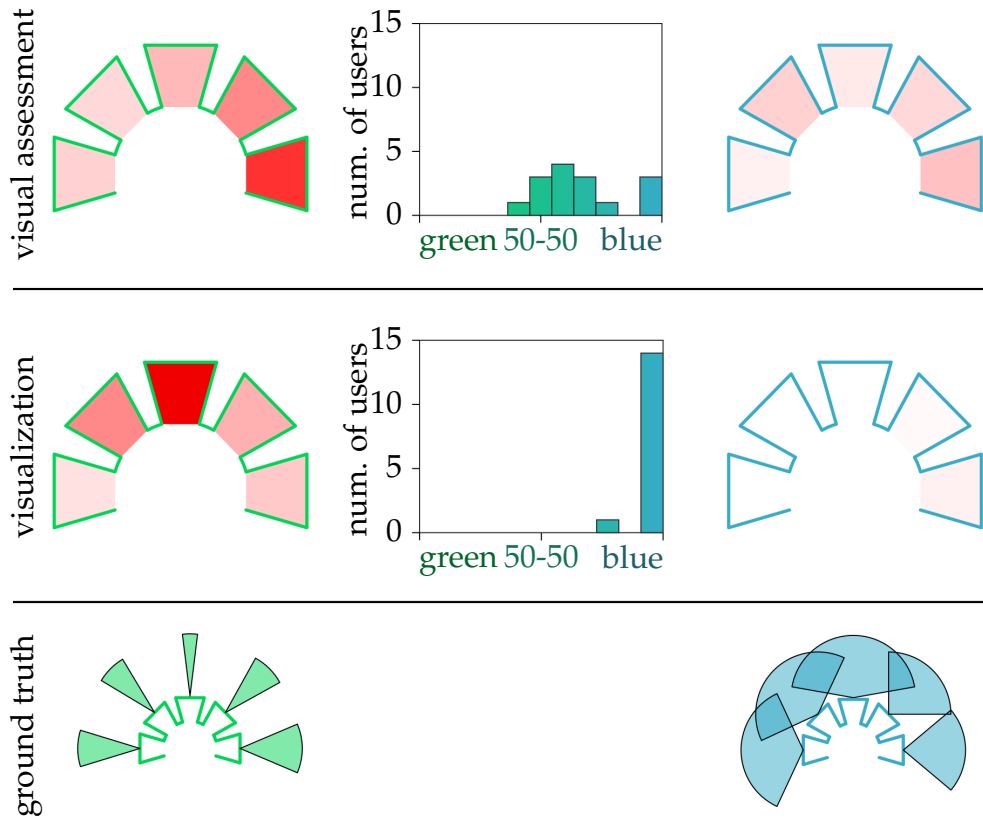 visual assessment
num. of users
15
10
5
0
green 50-50 blue
visualization
num. of users
15
10
5
0
green 50-50 blue
ground truth